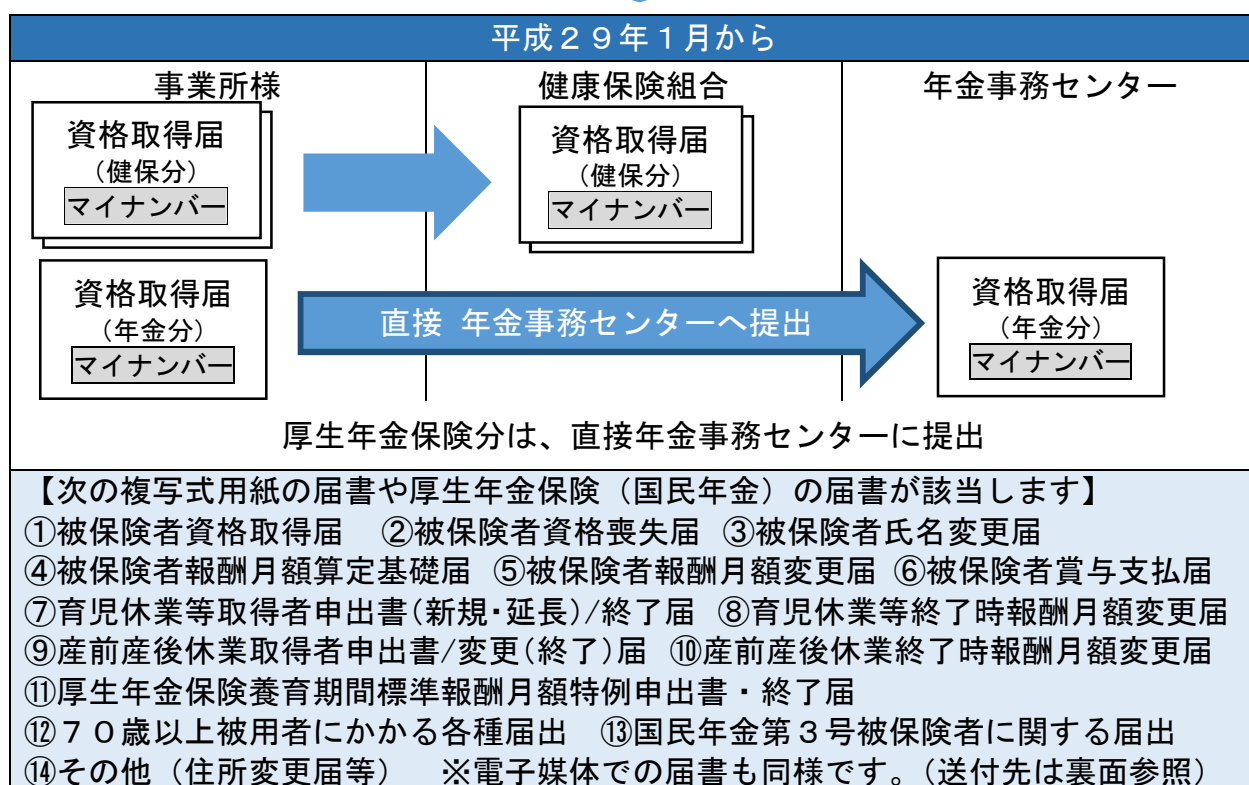 平成２９年１月から
事業所様
健康保険組合
年金事務センター
資格取得届
（健保分）
マイナンバー
資格取得届
（健保分）
マイナンバー
資格取得届
（年金分）
マイナンバー
直接 年金事務センターへ提出
資格取得届
（年金分）
マイナンバー
厚生年金保険分は、直接年金事務センターに提出
【次の複写式用紙の届書や厚生年金保険（国民年金）の届書が該当します】
①被保険者資格取得届　②被保険者資格喪失届 ③被保険者氏名変更届
④被保険者報酬月額算定基礎届 ⑤被保険者報酬月額変更届 ⑥被保険者賞与支払届
⑦育児休業等取得者申出書(新規・延長)/終了届 ⑧育児休業等終了時報酬月額変更届
⑨産前産後休業取得者申出書/変更(終了)届 ⑩産前産後休業終了時報酬月額変更届
⑪厚生年金保険養育期間標準報酬月額特例申出書・終了届
⑫７０歳以上被用者にかかる各種届出　⑬国民年金第３号被保険者に関する届出
⑭その他（住所変更届等）　※電子媒体での届書も同様です。(送付先は裏面参照)